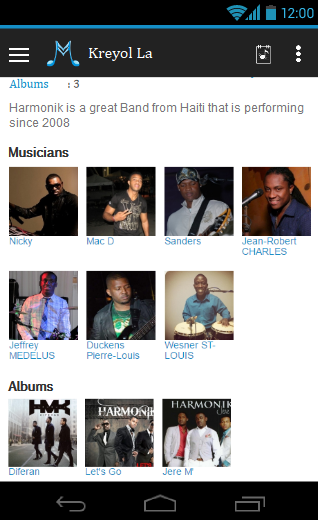 12:00
Kreyol La
Albums : 3
Harmonik is a great Band from Haiti that is performing
since 2008
Musicians
Nicky
Mac D
Sanders
Jean-Robert
CHARLES
Jeffrey
MEDELUS
Duckens
Pierre-Louis
Wesner ST-
LOUIS
Albums
HMK
HARMONIK
HARMONIK
Diferan
Let's Go
Jere M'